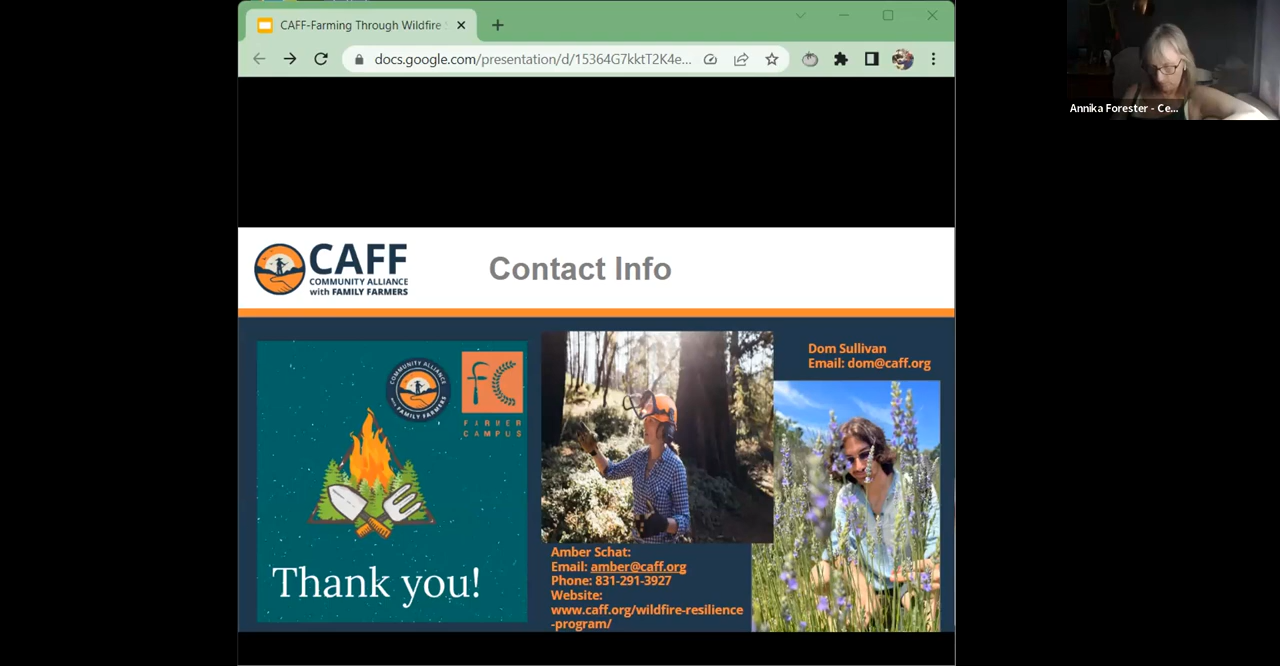 CAFF-Farming Through Wildfire
docs.google.com/presentation/d/15364G7kktT2K4e...
Annika Forester - Ce...
CAFF
COMMUNITY ALLIANCE
with FAMILY FARMERS
Contact Info
COMMUNITY ALLIANCE
with FAMILY FARMERS
fC
FARMER
CAMPUS
Thank you!
Dom Sullivan
Email: dom@caff.org
Amber Schat:
Email: amber@caff.org
Phone: 831-291-3927
Website:
www.caff.org/wildfire-resilience
-program/